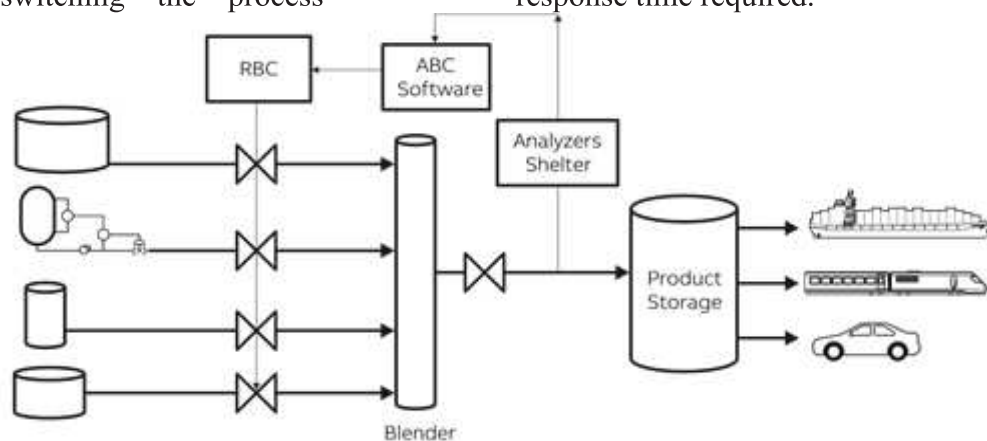 switching the process
response time required.
RBC
ABC
Software
Analyzers
Shelter
Product
Storage
Blender